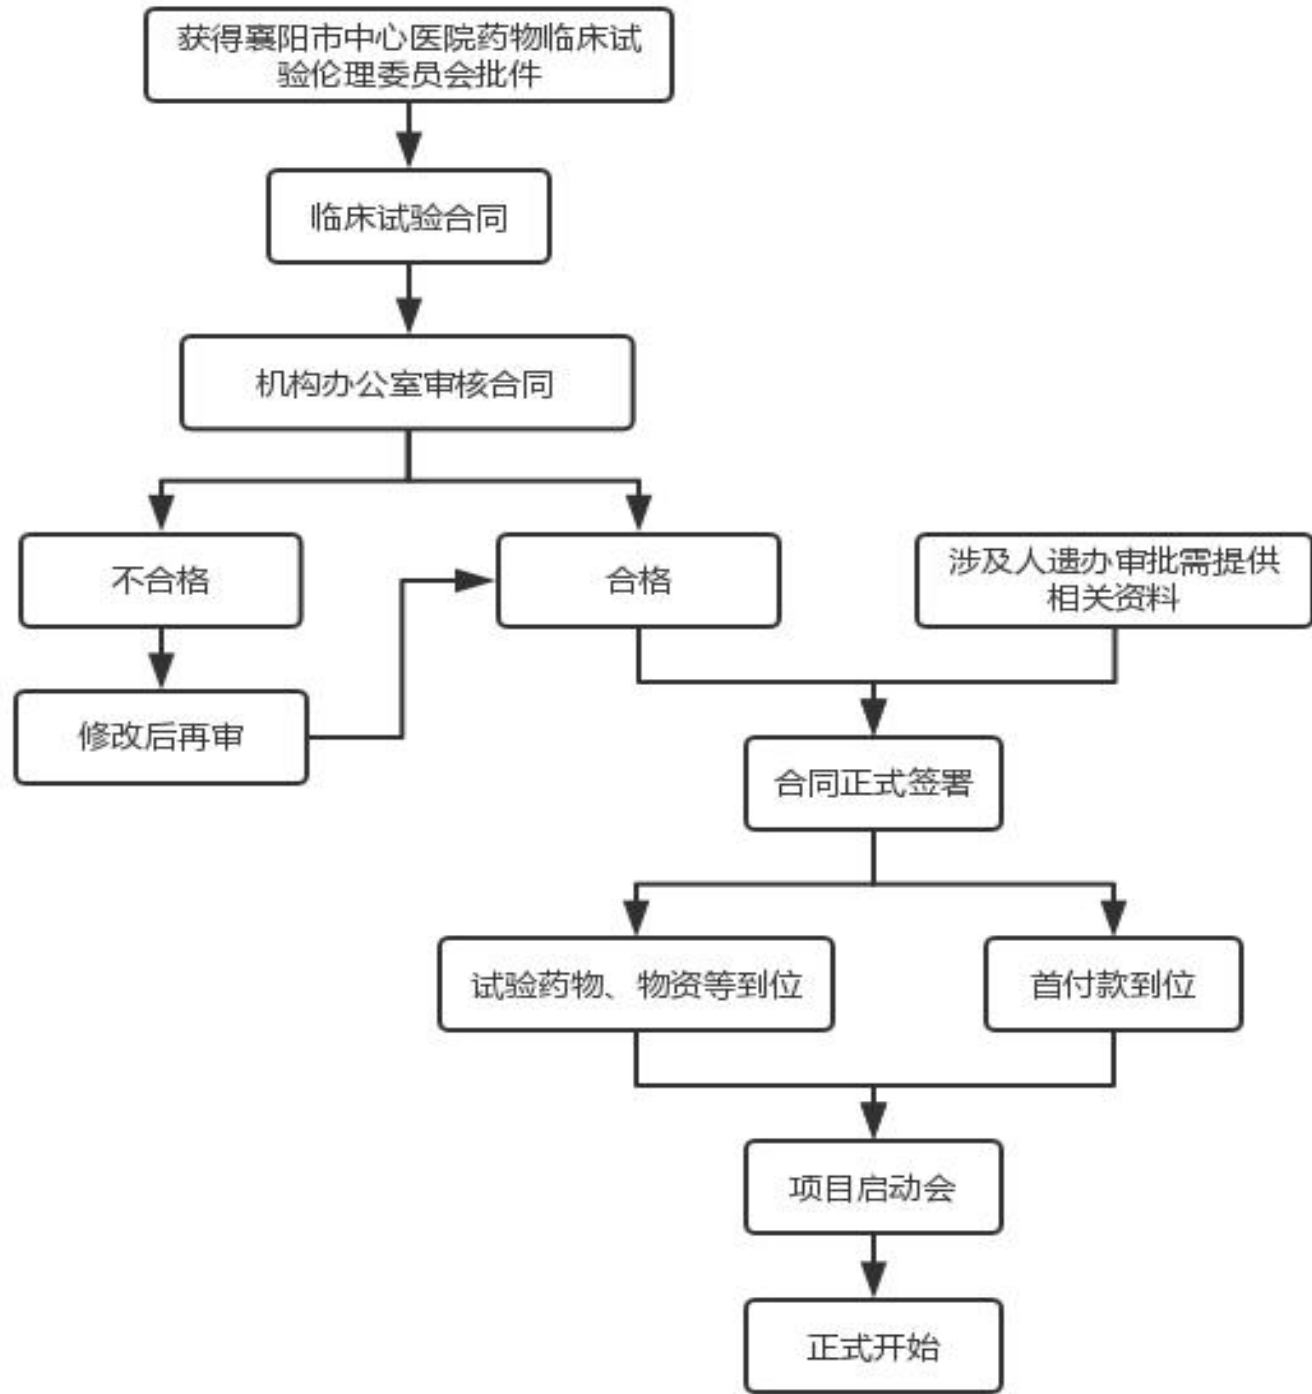 获得襄阳市中心医院药物临床试
验伦理委员会批件
临床试验合同
机构办公室审核合同
不合格
合格
涉及人遗办审批需提供
相关资料
修改后再审
合同正式签署
试验药物、物资等到位
首付款到位
项目启动会
正式开始